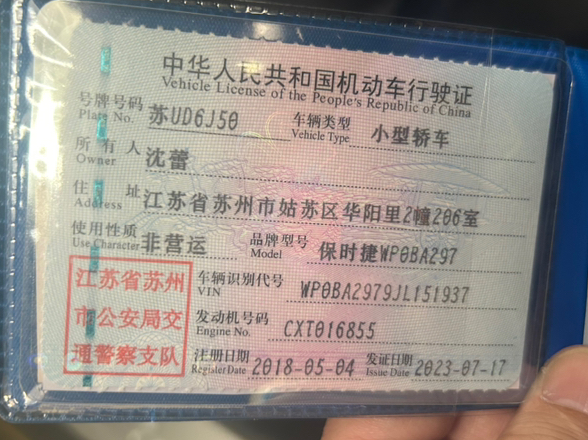 中华人民共和国机动车行驶证
Vehicle License of the People's Republic of China
号牌号码 苏UD6J50 车辆类型 小型轿车
Plate No. Vehicle Type
所有人 沈蕾
Owner
住址 江苏省苏州市姑苏区华阳里2幢206室
Address
使用性质 非营运 品牌型号 保时捷WP0BA297
Use Character Model
江苏省苏州
市公安局交
通警察支队
车辆识别代号 WP0BA2979JL151937
VIN
发动机号码 CXT016855
Engine No.
注册日期 2018-05-04 发证日期 2023-07-17
Register Date Issue Date